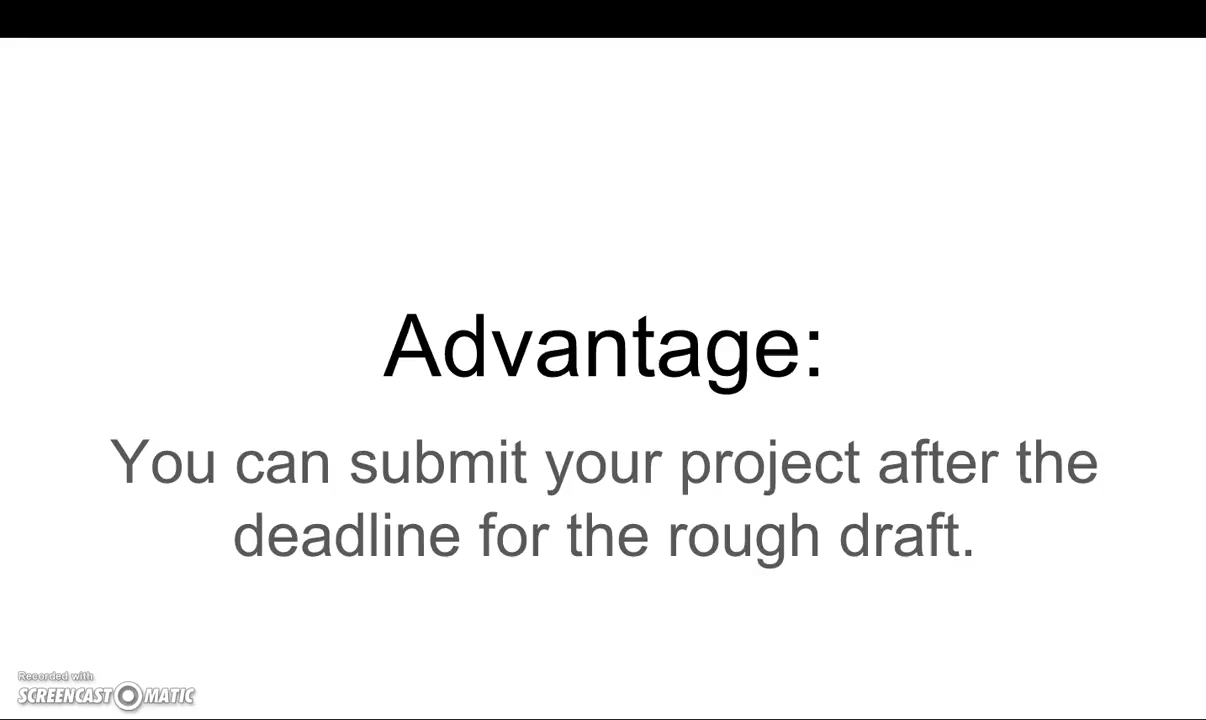 Advantage:
You can submit your project after the
deadline for the rough draft.
Recorded with
SCREENCAST MATIC